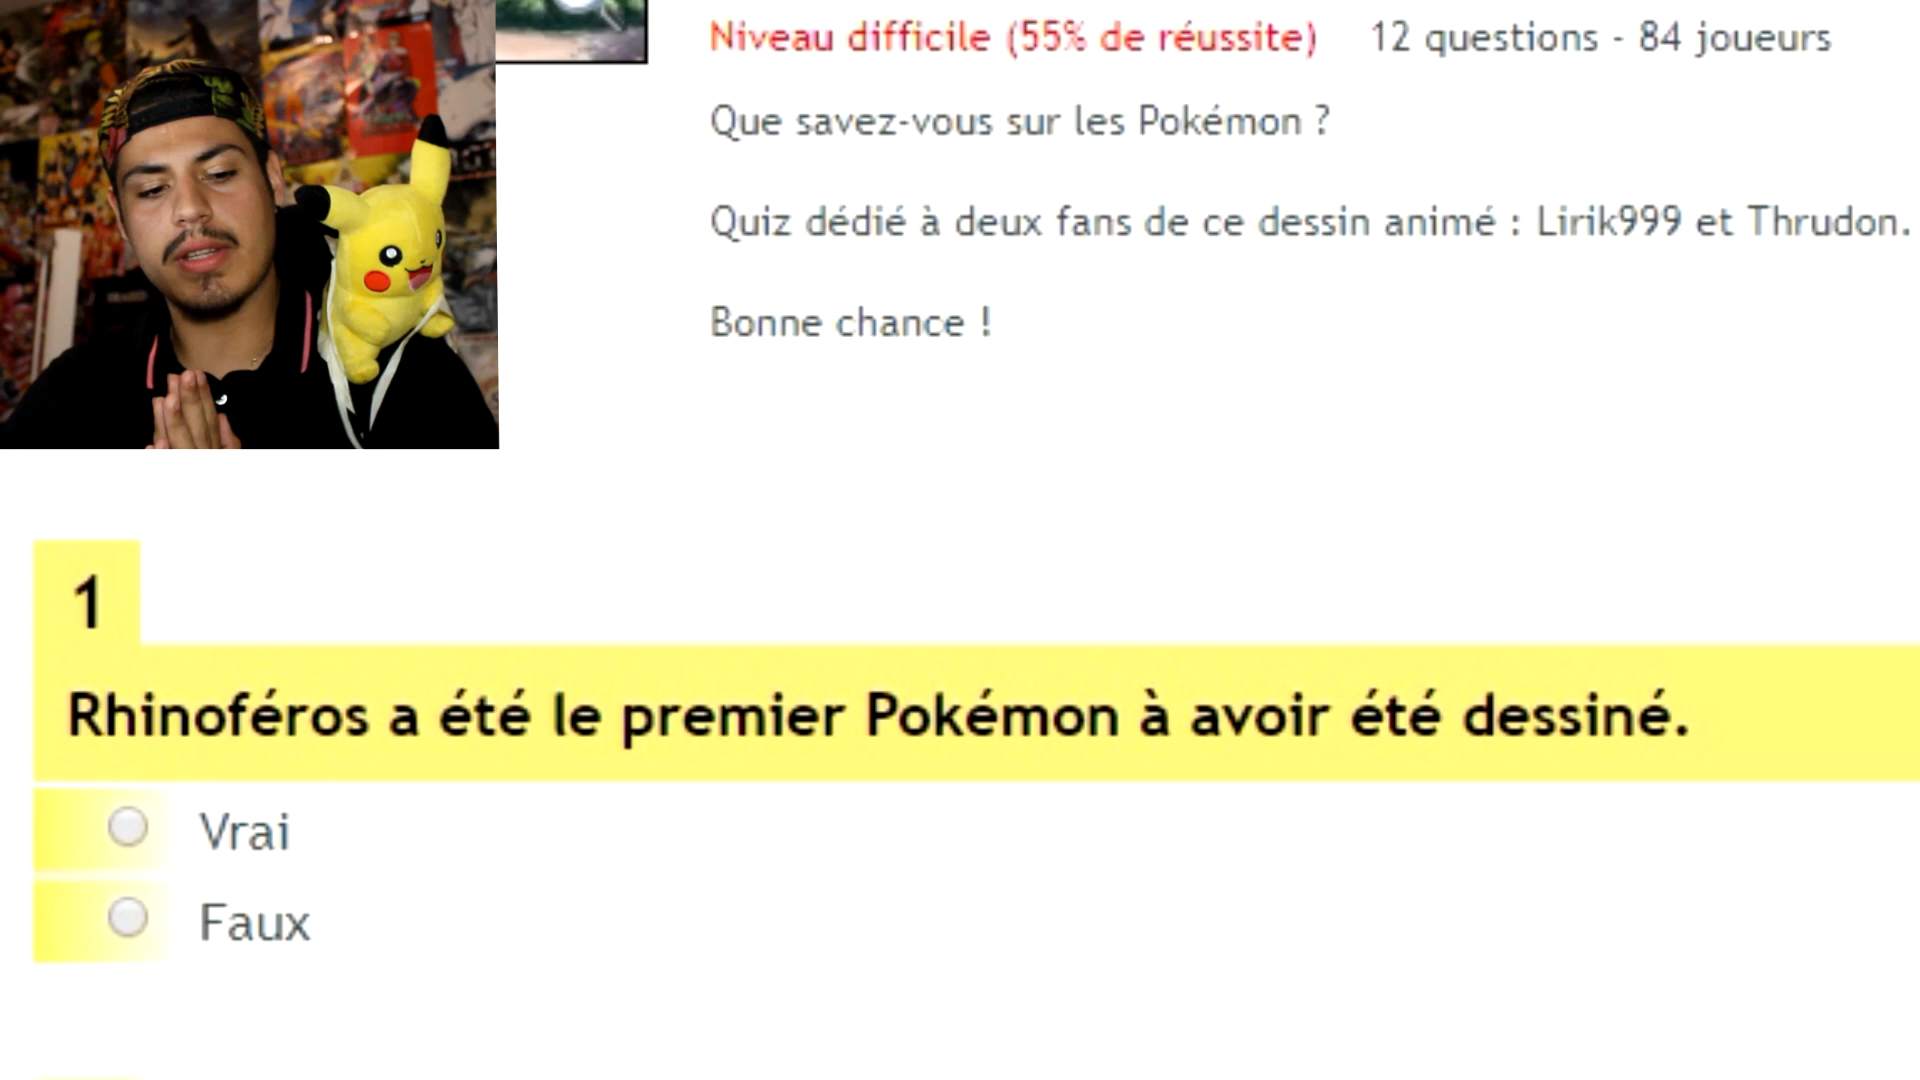 Niveau difficile (55% de réussite) 12 questions - 84 joueurs
Que savez-vous sur les Pokémon ?
Quiz dédié à deux fans de ce dessin animé : Lirik999 et Thrudon.
Bonne chance !
1
Rhinoféros a été le premier Pokémon à avoir été dessiné.
Vrai
Faux